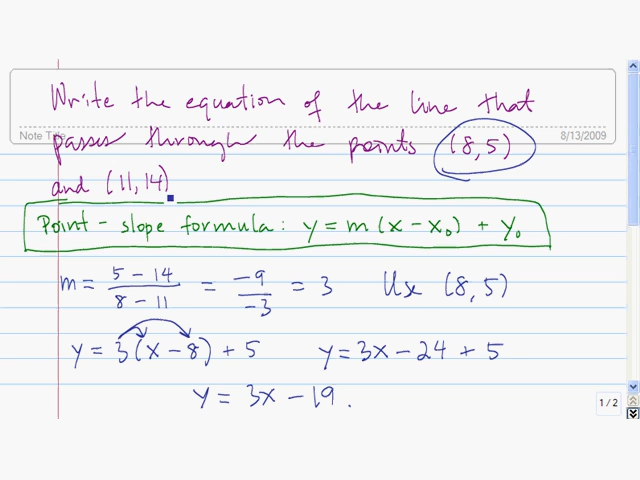 Write the equation of the line that
Note Title
8/13/2009
passes through the points (8,5)
and (11,14)
Point-slope formula: y = m(x-x₀) + y₀
m = 5-14 / 8-11 = -9 / -3 = 3 Use (8,5)
y = 3(x-8)+5 y = 3x-24+5
y = 3x-19.
1/2